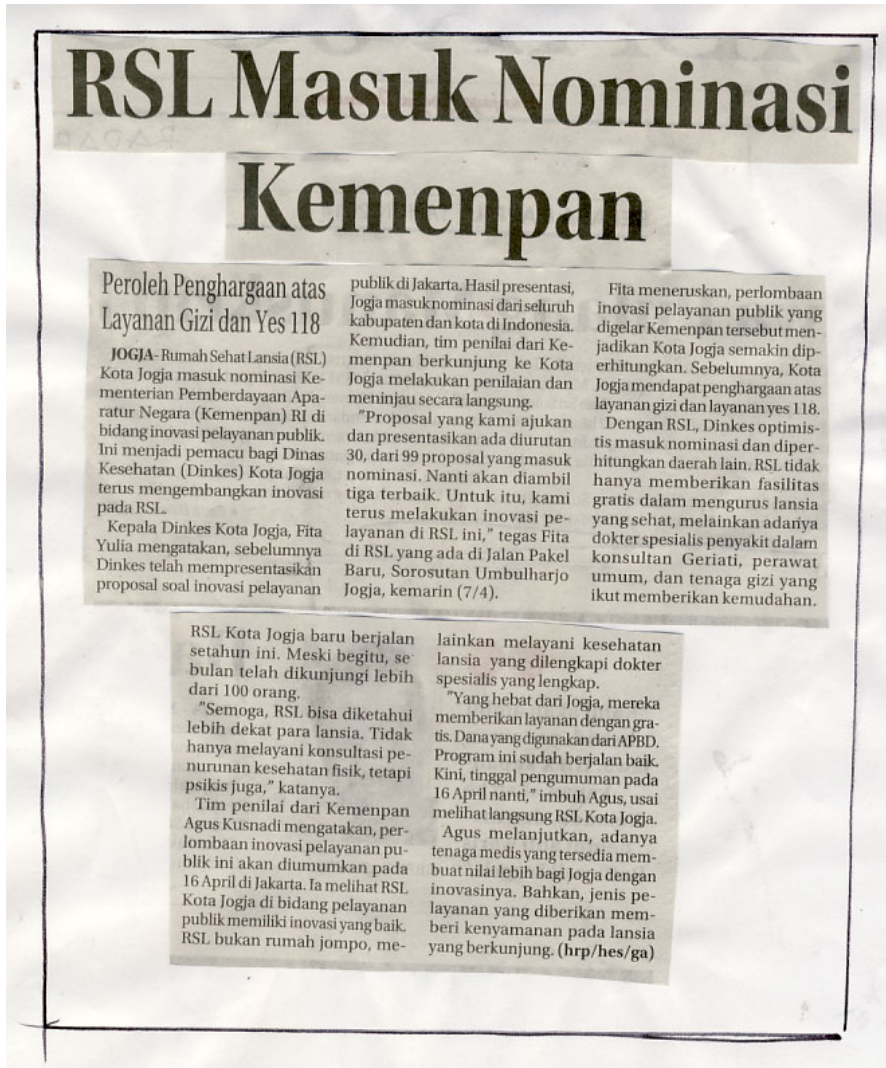 RSL Masuk Nominasi
Kemenpan
Peroleh Penghargaan atas
Layanan Gizi dan Yes 118
JOGJA- Rumah Sehat Lansia (RSL)
Kota Jogja masuk nominasi Ke-
menterian Pemberdayaan Apa-
ratur Negara (Kemenpan) RI di
bidang inovasi pelayanan publik.
Ini menjadi pemacu bagi Dinas
Kesehatan (Dinkes) Kota Jogja
terus mengembangkan inovasi
pada RSL.
Kepala Dinkes Kota Jogja, Fita
Yulia mengatakan, sebelumnya
Dinkes telah mempresentasikan
proposal soal inovasi pelayanan
publik di Jakarta. Hasil presentasi,
Jogja masuk nominasi dari seluruh
kabupaten dan kota di Indonesia.
Kemudian, tim penilai dari Ke-
menpan berkunjung ke Kota
Jogja melakukan penilaian dan
meninjau secara langsung.
"Proposal yang kami ajukan
dan presentasikan ada diurutan
30, dari 99 proposal yang masuk
nominasi. Nanti akan diambil
tiga terbaik. Untuk itu, kami
terus melakukan inovasi pe-
layanan di RSL ini," tegas Fita
di RSL yang ada di Jalan Pakel
Baru, Sorosutan Umbulharjo
Jogja, kemarin (7/4).
Fita meneruskan, perlombaan
inovasi pelayanan publik yang
digelar Kemenpan tersebut men-
jadikan Kota Jogja semakin dip-
erhitungkan. Sebelumnya, Kota
Jogja mendapat penghargaan atas
layanan gizi dan layanan yes 118.
Dengan RSL, Dinkes optimis-
tis masuk nominasi dan diper-
hitungkan daerah lain. RSL tidak
hanya memberikan fasilitas
gratis dalam mengurus lansia
yang sehat, melainkan adanya
dokter spesialis penyakit dalam
konsultan Geriati, perawat
umum, dan tenaga gizi yang
ikut memberikan kemudahan.
RSL Kota Jogja baru berjalan
setahun ini. Meski begitu, se-
bulan telah dikunjungi lebih
dari 100 orang.
"Semoga, RSL bisa diketahui
lebih dekat para lansia. Tidak
hanya melayani konsultasi pe-
nurunan kesehatan fisik, tetapi
psikis juga," katanya.
Tim penilai dari Kemenpan
Agus Kusnadi mengatakan, per-
lombaan inovasi pelayanan pu-
blik ini akan diumumkan pada
16 April di Jakarta. Ia melihat RSL
Kota Jogja di bidang pelayanan
publik memiliki inovasi yang baik.
RSL bukan rumah jompo, me-
lainkan melayani kesehatan
lansia yang dilengkapi dokter
spesialis yang lengkap.
"Yang hebat dari Jogja, mereka
memberikan layanan dengan gra-
tis. Dana yang digunakan dari APBD.
Program ini sudah berjalan baik.
Kini, tinggal pengumuman pada
16 April nanti," imbuh Agus, usai
melihat langsung RSL Kota Jogja.
Agus melanjutkan, adanya
tenaga medis yang tersedia mem-
buat nilai lebih bagi Jogja dengan
inovasinya. Bahkan, jenis pe-
layanan yang diberikan mem-
beri kenyamanan pada lansia
yang berkunjung. (hrp/hes/ga)